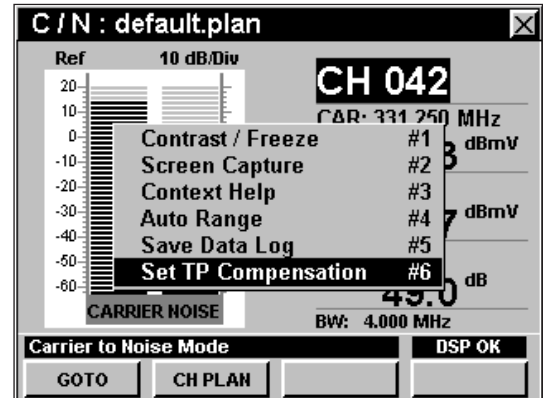 C / N : default.plan
Ref 10 dB/Div
20
10
0
-10
-20
-30
-40
-50
-60
CARRIER NOISE
CH 042
CAR: 331.250 MHz
dBmV
dBmV
49.0 dB
BW: 4.000 MHz
Contrast / Freeze #1
Screen Capture #2
Context Help #3
Auto Range #4
Save Data Log #5
Set TP Compensation #6
Carrier to Noise Mode DSP OK
GOTO CH PLAN